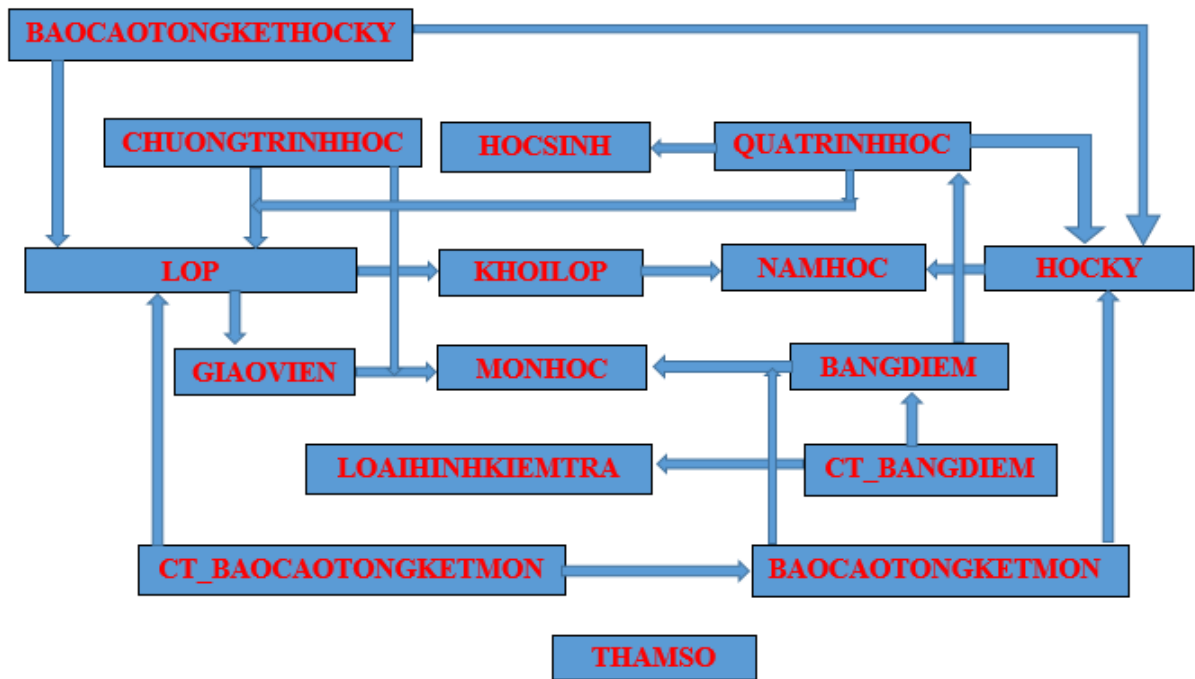 BAOCAOTONGKETHOCKY
CHUONGTRINHHOC
HOCSINH
QUATRINHHOC
LOP
KHOILOP
NAMHOC
HOCKY
GIAOVIEN
MONHOC
BANGDIEM
LOAIHINHKIEMTRA
CT_BANGDIEM
CT_BAOCAOTONGKETMON
BAOCAOTONGKETMON
THAMSO